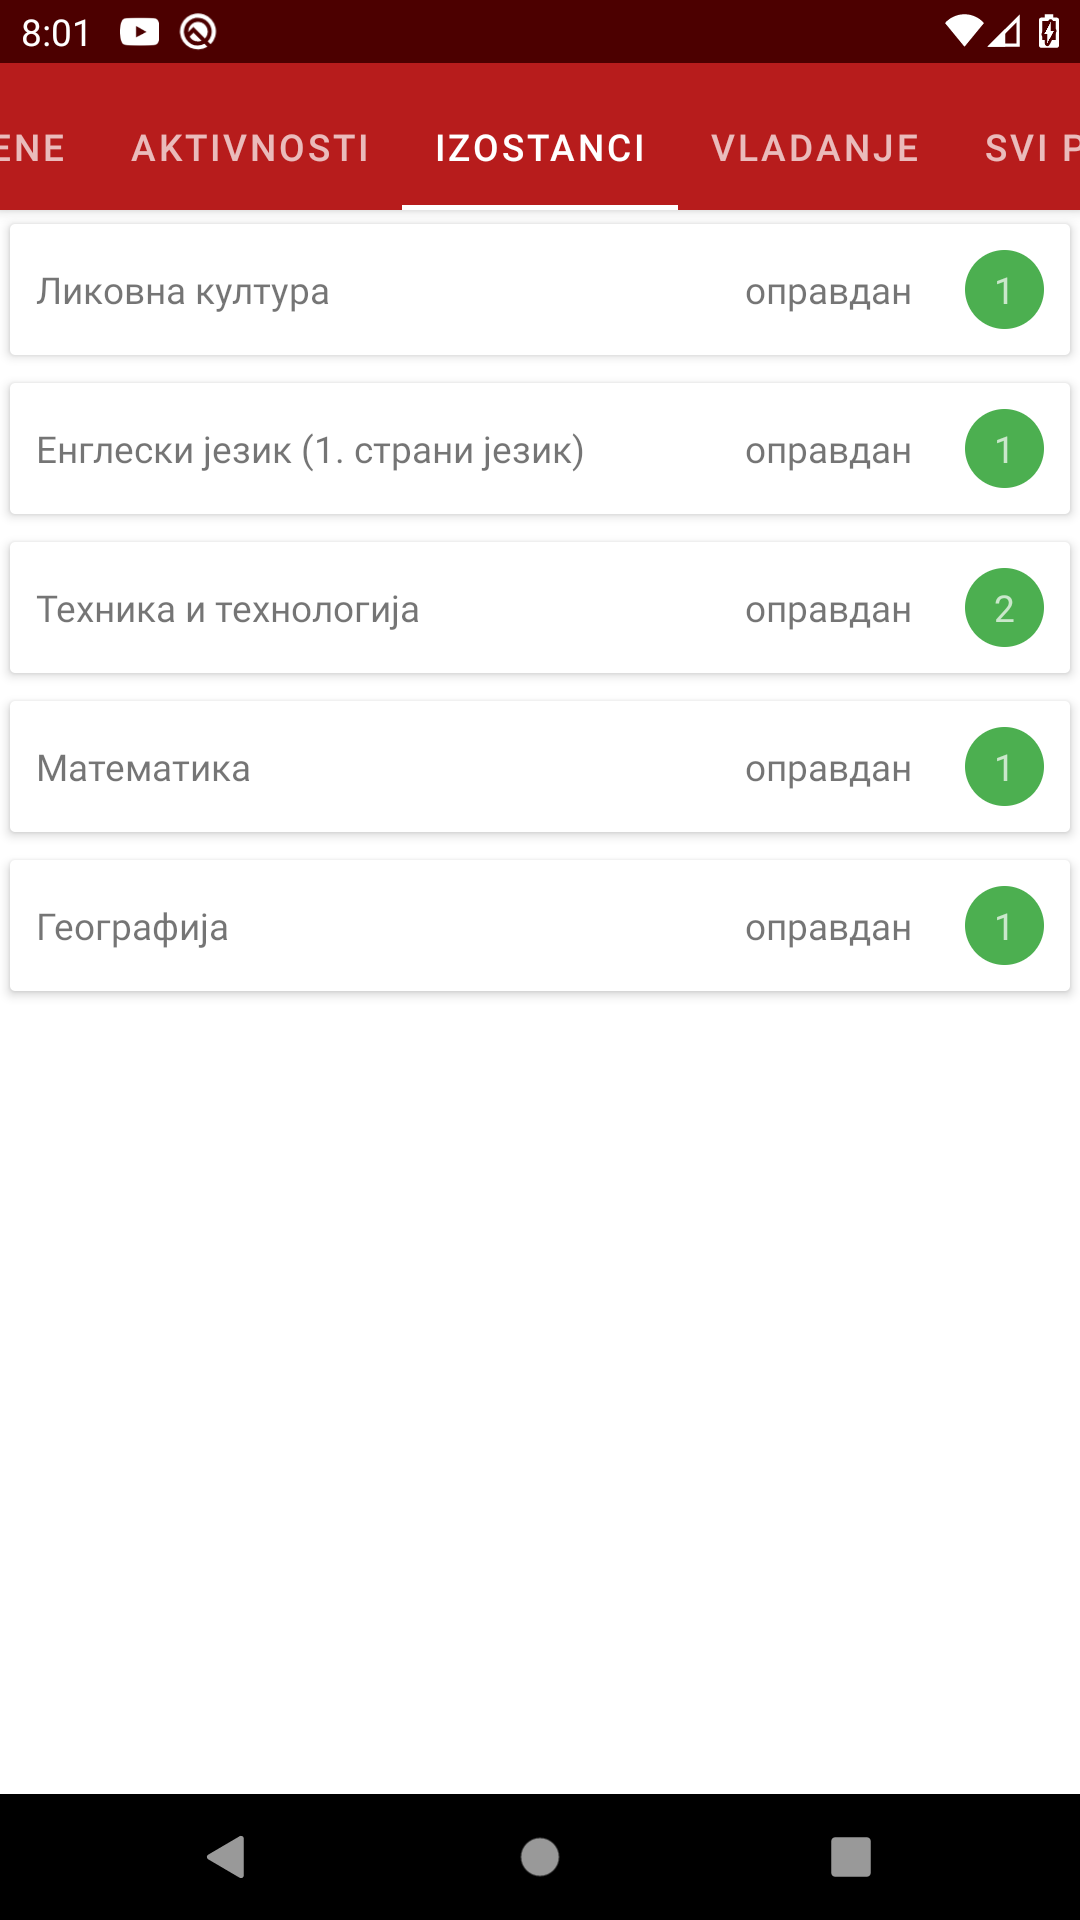 8:01
ENE AKTIVNOSTI IZOSTANCI VLADANJE SVI P
Ликовна култура оправдан 1
Енглески језик (1. страни језик) оправдан 1
Техника и технологија оправдан 2
Математика оправдан 1
Географија оправдан 1